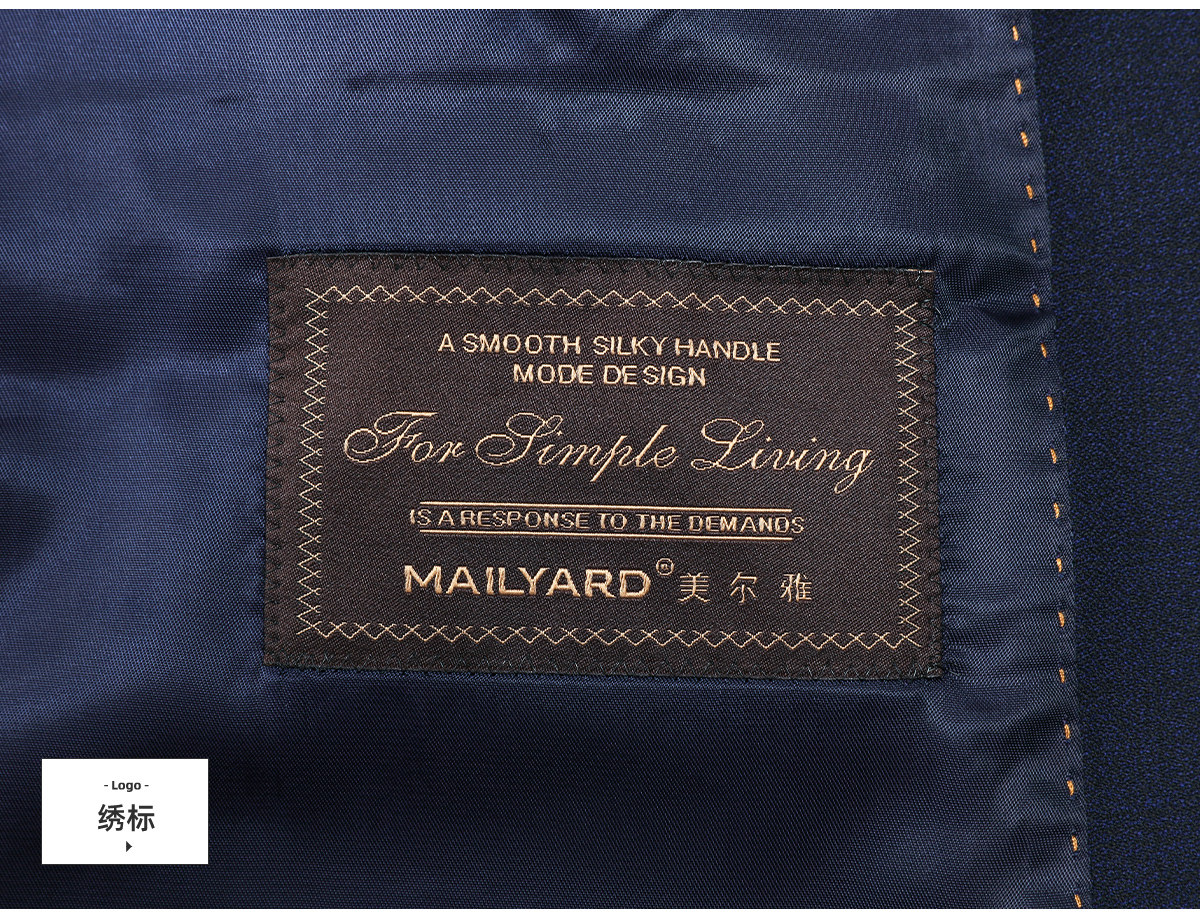 A SMOOTH SILKY HANDLE
MODE DESIGN
For Simple Living
IS A RESPONSE TO THE DEMANDS
MAILYARD® 美尔雅
- Logo -
绣标